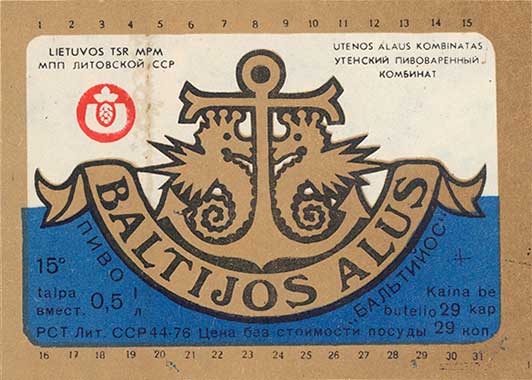 1 2 3 4 5 6 7 8 9 10 11 12 13 14 15
LIETUVOS TSR MPM
МПП ЛИТОВСКОЙ ССР
UTENOS ALAUS KOMBINATAS
УТЕНСКИЙ ПИВОВАРЕННЫЙ
КОМБИНАТ
BALTIJOS ALUS
ПИВО „БАЛЬТИЙОС“
15°
talpa 0,5 l
вмест. л
Kaina be
butelio 29 kap
РСТ Лит. ССР 44-76 Цена без стоимости посуды 29 коп.
16 17 18 19 20 21 22 23 24 25 26 27 28 29 30 31